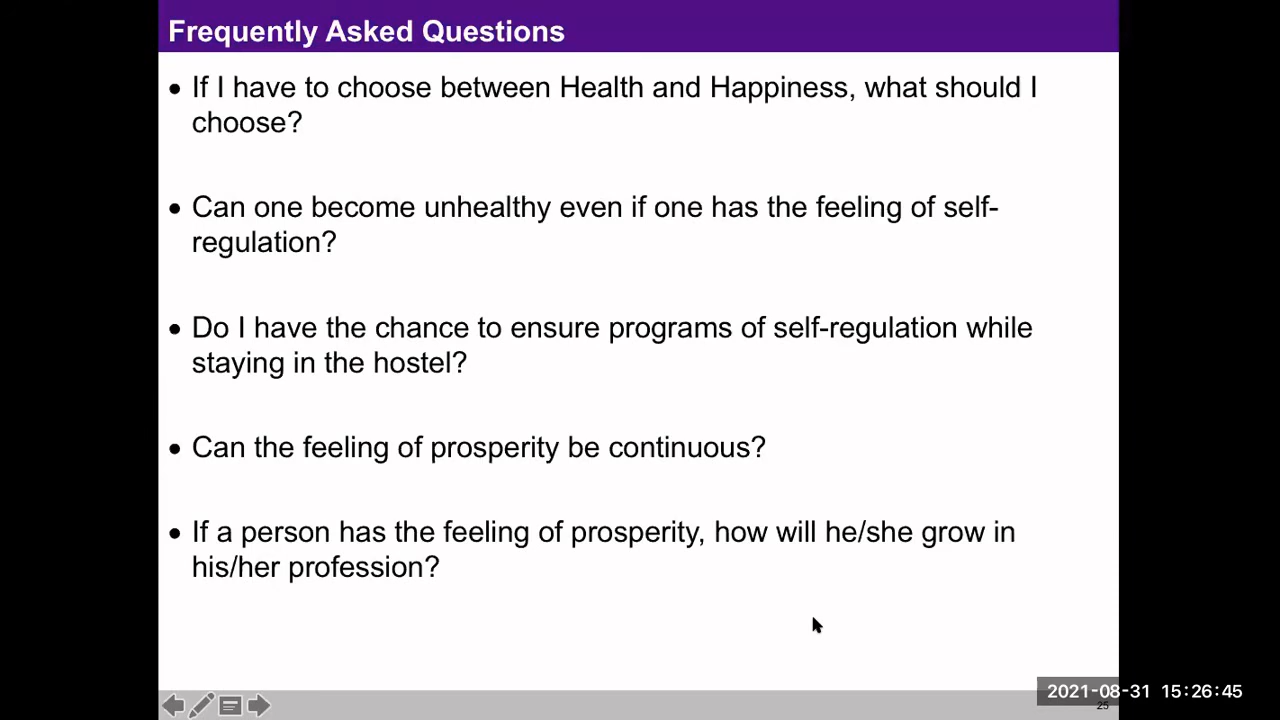 Frequently Asked Questions
• If I have to choose between Health and Happiness, what should I
choose?
• Can one become unhealthy even if one has the feeling of self-
regulation?
• Do I have the chance to ensure programs of self-regulation while
staying in the hostel?
• Can the feeling of prosperity be continuous?
• If a person has the feeling of prosperity, how will he/she grow in
his/her profession?
2021-08-31 15:26:45
25